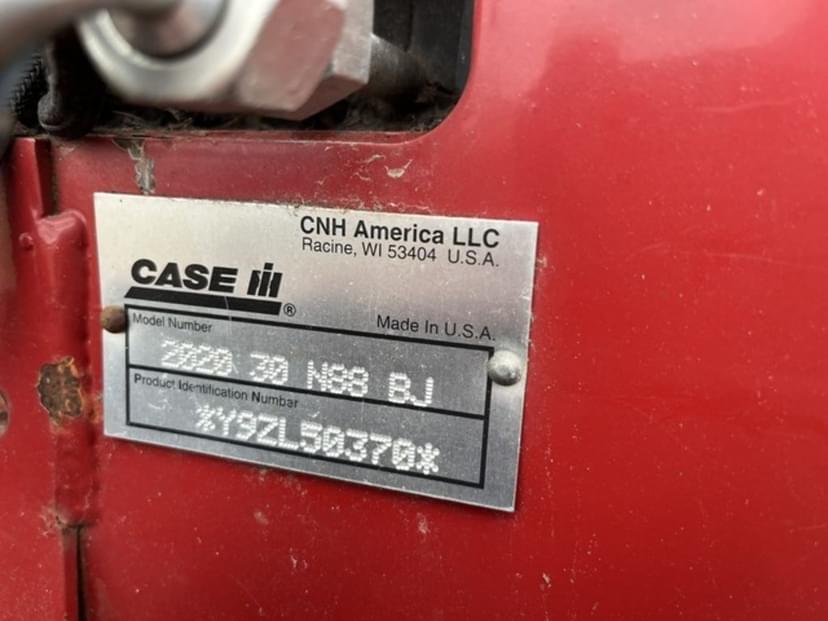 CNH America LLC
Racine, WI 53404 U.S.A.
CASE IH
®
Made In U.S.A.
Model Number
2020 30 N88 BJ
Product Identification Number
*Y9ZL50370*